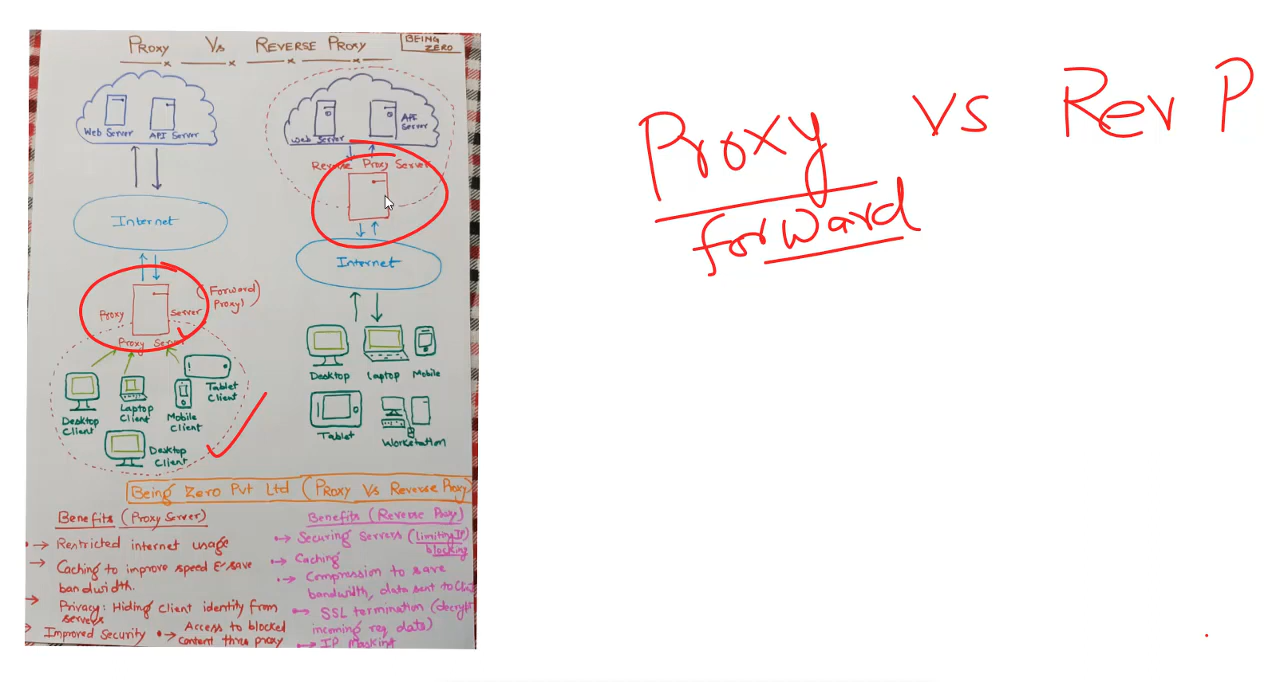 PROXY Vs REVERSE PROXY
BEING
ZERO
Web Server
API Server
Internet
Proxy Server
(Forward
Proxy)
Proxy Server
Desktop
Client
Laptop
Client
Mobile
Client
Tablet
Client
Desktop
Client
Web Server
API
Server
Reverse Proxy Server
Internet
Desktop
Laptop
Mobile
Tablet
Workstation
Being Zero Pvt Ltd (Proxy Vs Reverse Proxy
Benefits (Proxy Server)
→ Restricted internet usage
→ Caching to improve speed & save
bandwidth.
→ Privacy: Hiding Client identity from
servers
Improved Security
→ Access to blocked
content thru proxy
Benefits (Reverse Proxy)
→ Securing Servers (limiting IP
blocking
→ Caching
→ Compression to save
bandwidth, data sent to
→ SSL termination (decrypt
incoming req data)
→ IP Masking
Proxy vs Rev P
forward